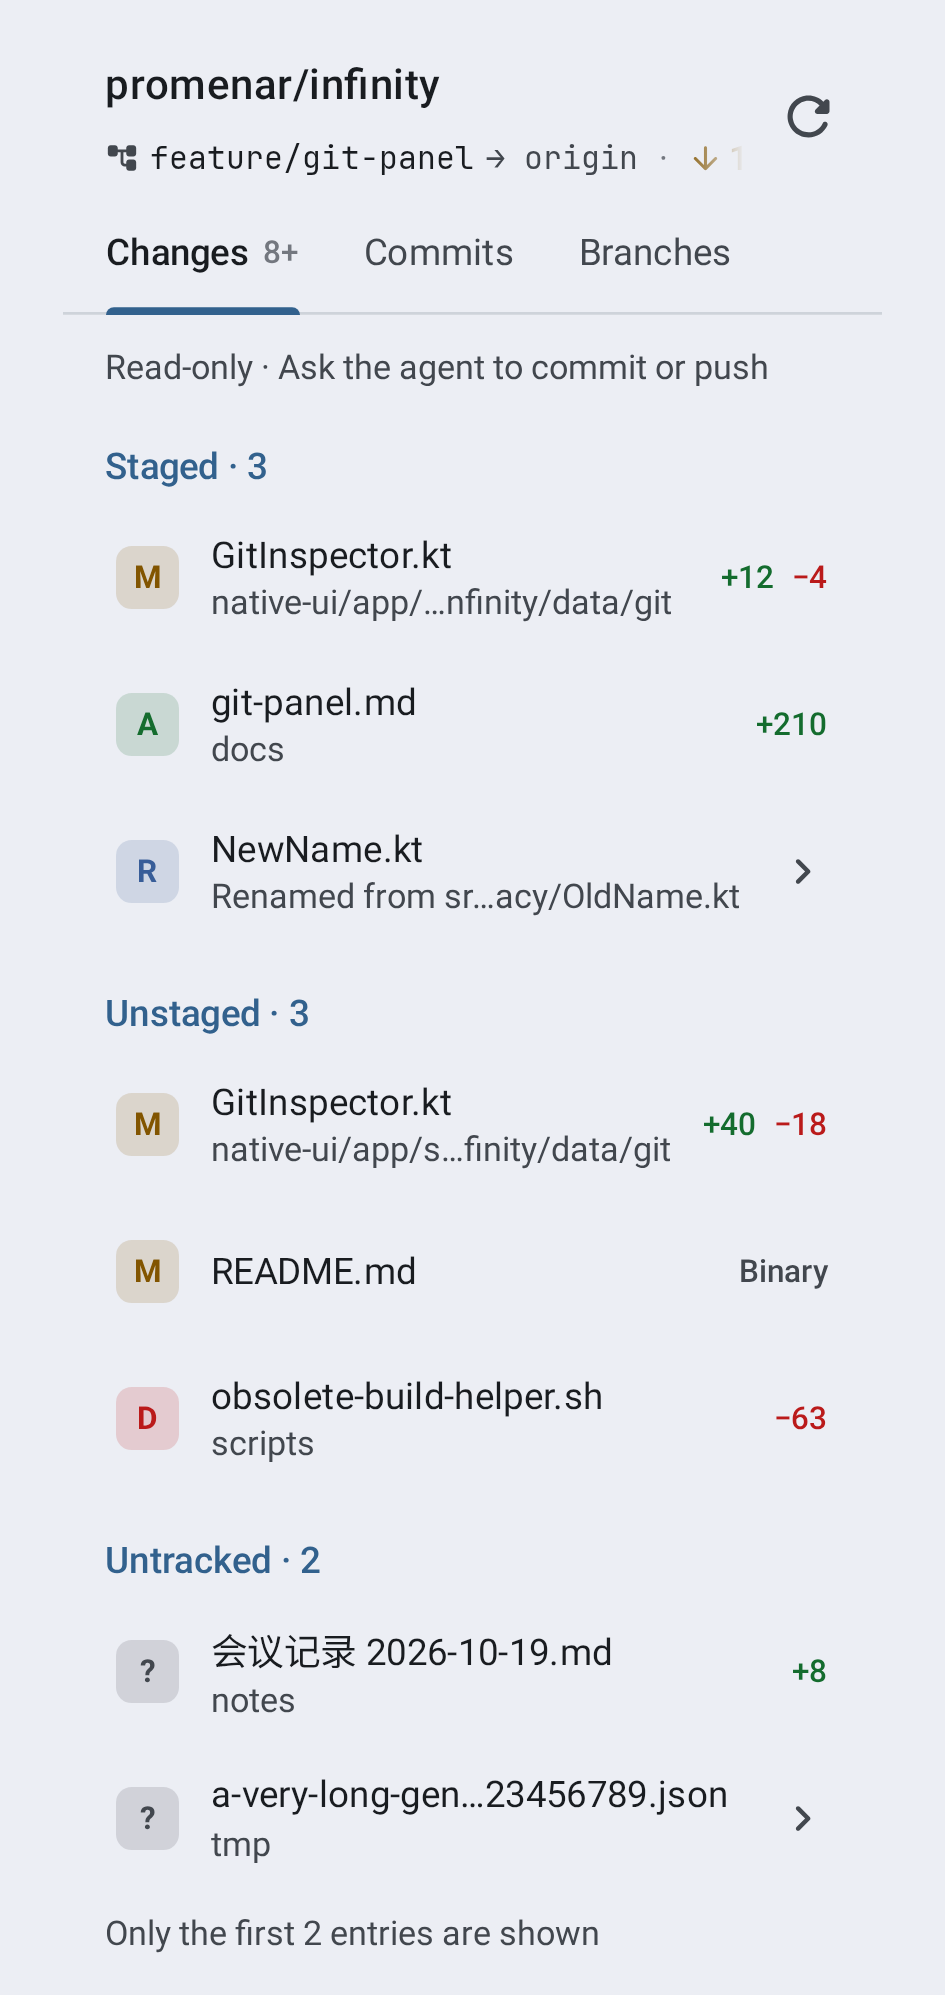 promenar/infinity
feature/git-panel → origin · ↓ 1
Changes 8+ Commits Branches
Read-only · Ask the agent to commit or push
Staged · 3
M GitInspector.kt +12 −4
native-ui/app/…nfinity/data/git
A git-panel.md +210
docs
R NewName.kt
Renamed from sr…acy/OldName.kt
Unstaged · 3
M GitInspector.kt +40 −18
native-ui/app/s…finity/data/git
M README.md Binary
D obsolete-build-helper.sh −63
scripts
Untracked · 2
? 会议记录 2026-10-19.md +8
notes
? a-very-long-gen…23456789.json
tmp
Only the first 2 entries are shown